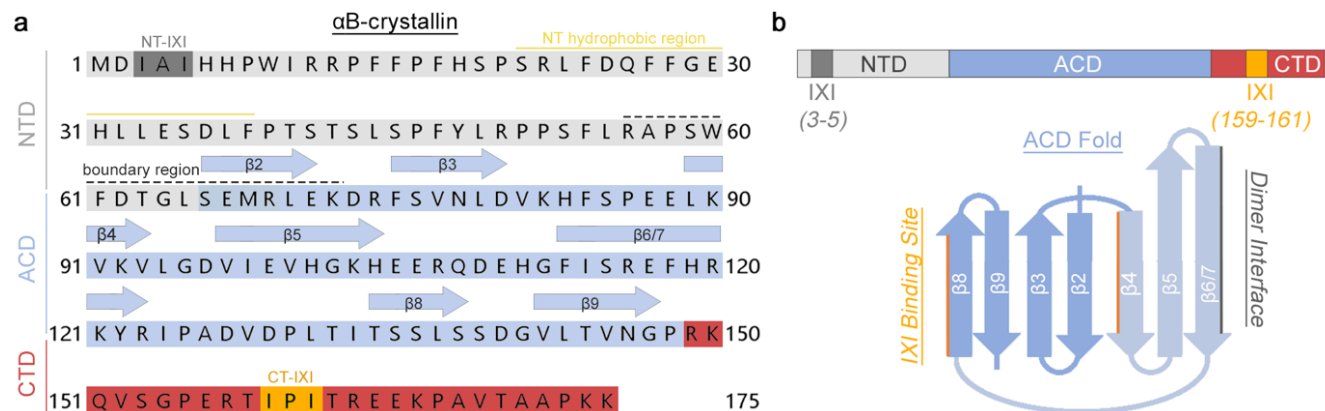 a
αB-crystallin
NT-IXI
NT hydrophobic region
1 M D I A I H H P W I R R P F F P F H S P S R L F D Q F F G E 30
NTD
31 H L L E S D L F P T S T S L S P F Y L R P P S F L R A P S W 60
boundary region β2 β3
61 F D T G L S E M R L E K D R F S V N L D V K H F S P E E L K 90
β4 β5 β6/7
ACD
91 V K V L G D V I E V H G K H E E R Q D E H G F I S R E F H R 120
β8 β9
121 K Y R I P A D V D P L T I T S S L S S D G V L T V N G P R K 150
CTD
CT-IXI
151 Q V S G P E R T I P I T R E E K P A V T A A P K K 175
b
NTD ACD CTD
IXI IXI
(3-5) (159-161)
ACD Fold
IXI Binding Site
β8 β9 β3 β2 β4 β5 β6/7
Dimer Interface